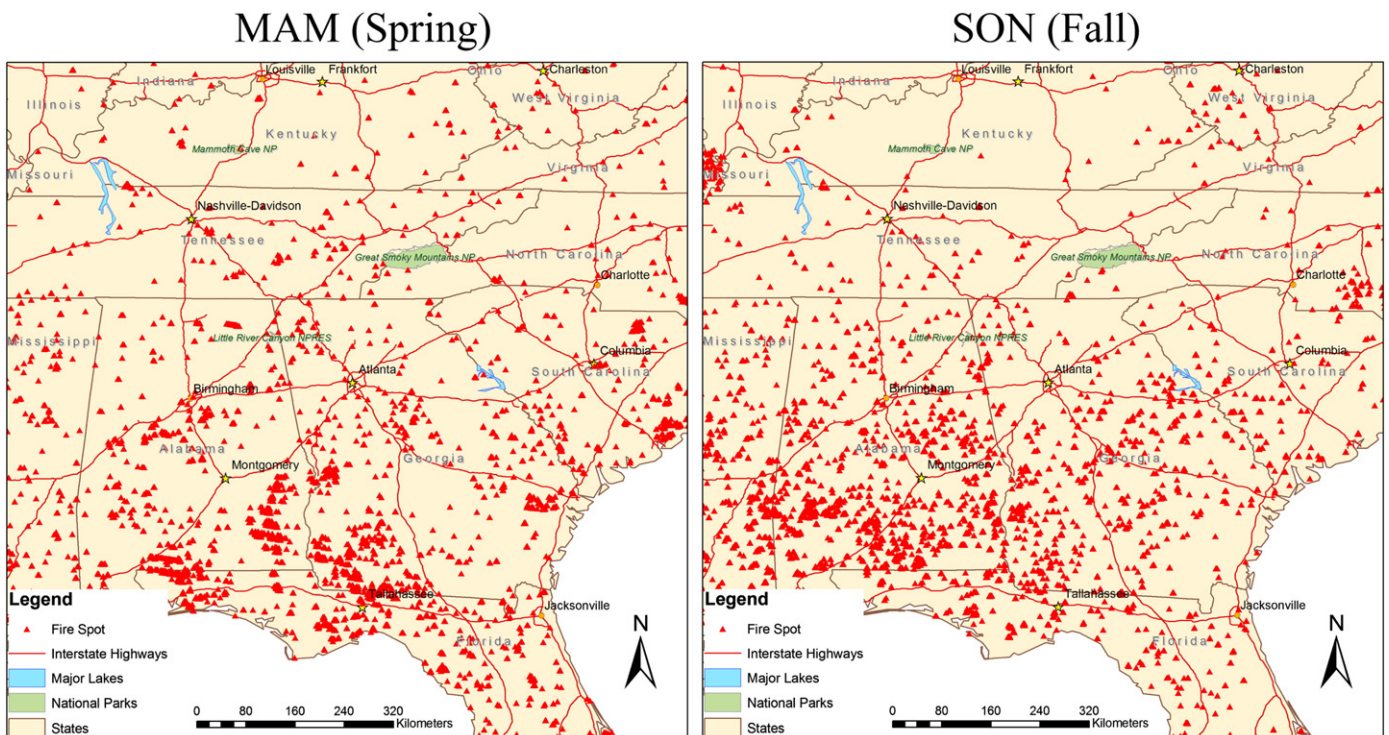 MAM (Spring)
SON (Fall)
Louisville
Frankfort
Ohio
Charleston
Indiana
West Virginia
Illinois
Kentucky
Mammoth Cave NP
Virginia
Missouri
Nashville-Davidson
Tennessee
Great Smoky Mountains NP
North Carolina
Charlotte
Mississippi
Little River Canyon NPRES
Columbia
Atlanta
South Carolina
Birmingham
Alabama
Georgia
Montgomery
Tallahassee
Jacksonville
Florida
Legend
Fire Spot
Interstate Highways
Major Lakes
National Parks
States
N
0 80 160 240 320
Kilometers
Louisville
Frankfort
Ohio
Charleston
Indiana
West Virginia
Illinois
Kentucky
Mammoth Cave NP
Virginia
Missouri
Nashville-Davidson
Tennessee
Great Smoky Mountains NP
North Carolina
Charlotte
Mississippi
Little River Canyon NPRES
Columbia
Atlanta
South Carolina
Birmingham
Alabama
Georgia
Montgomery
Tallahassee
Jacksonville
Florida
Legend
Fire Spot
Interstate Highways
Major Lakes
National Parks
States
N
0 40 80 160 240 320
Kilometers